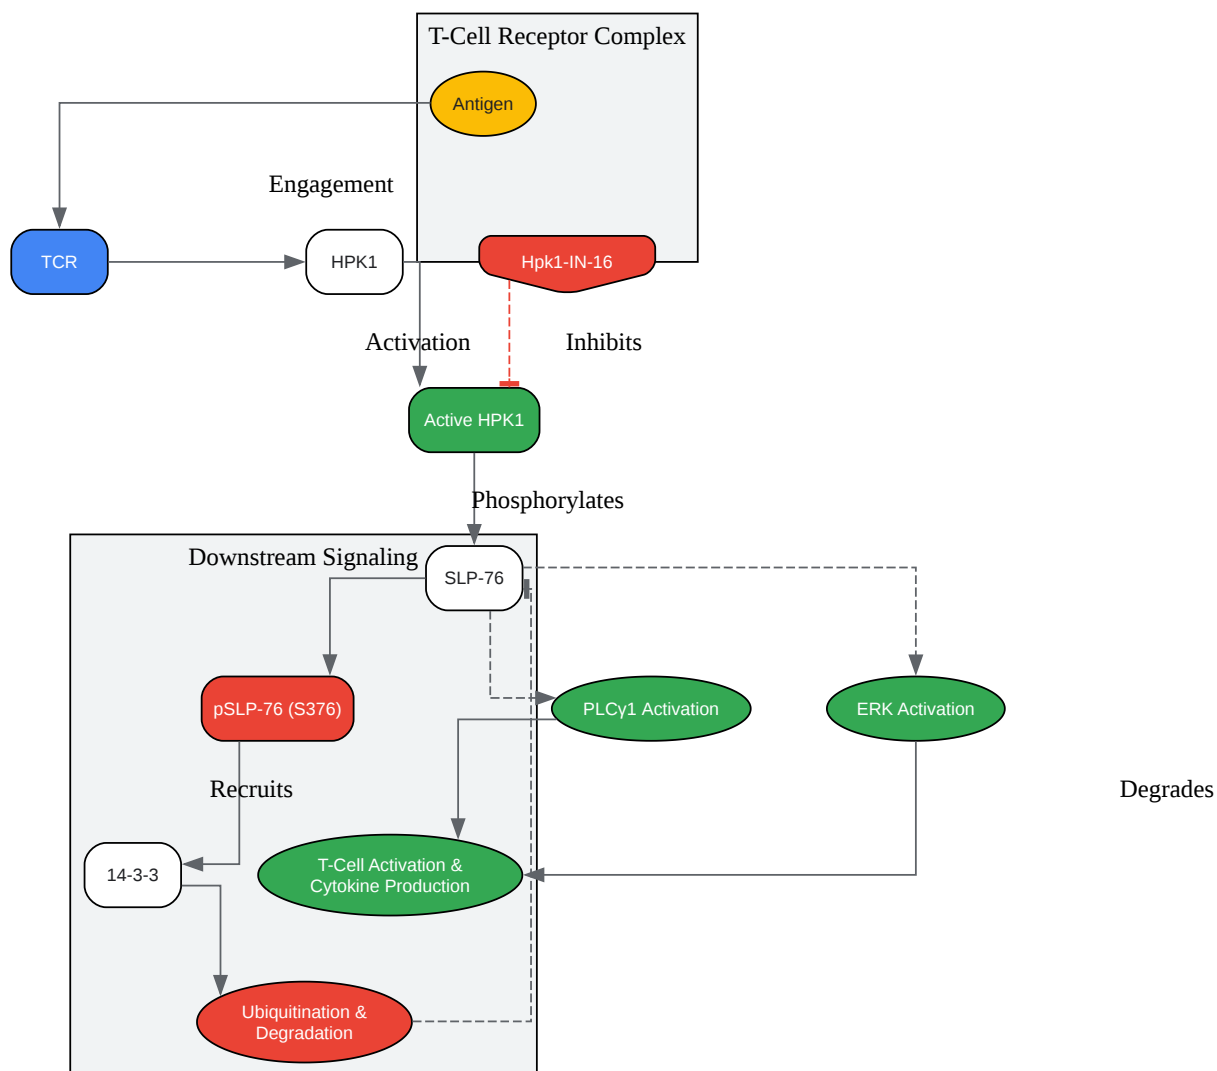 T-Cell Receptor Complex
Antigen
Engagement
TCR
HPK1
Hpk1-IN-16
Activation
Inhibits
Active HPK1
Phosphorylates
Downstream Signaling
SLP-76
pSLP-76 (S376)
PLCγ1 Activation
ERK Activation
Recruits
Degrades
14-3-3
T-Cell Activation &
Cytokine Production
Ubiquitination &
Degradation